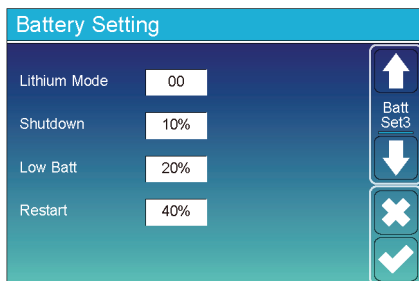 Battery Setting
Lithium Mode 00
Shutdown 10%
Low Batt 20%
Restart 40%
Batt
Set3